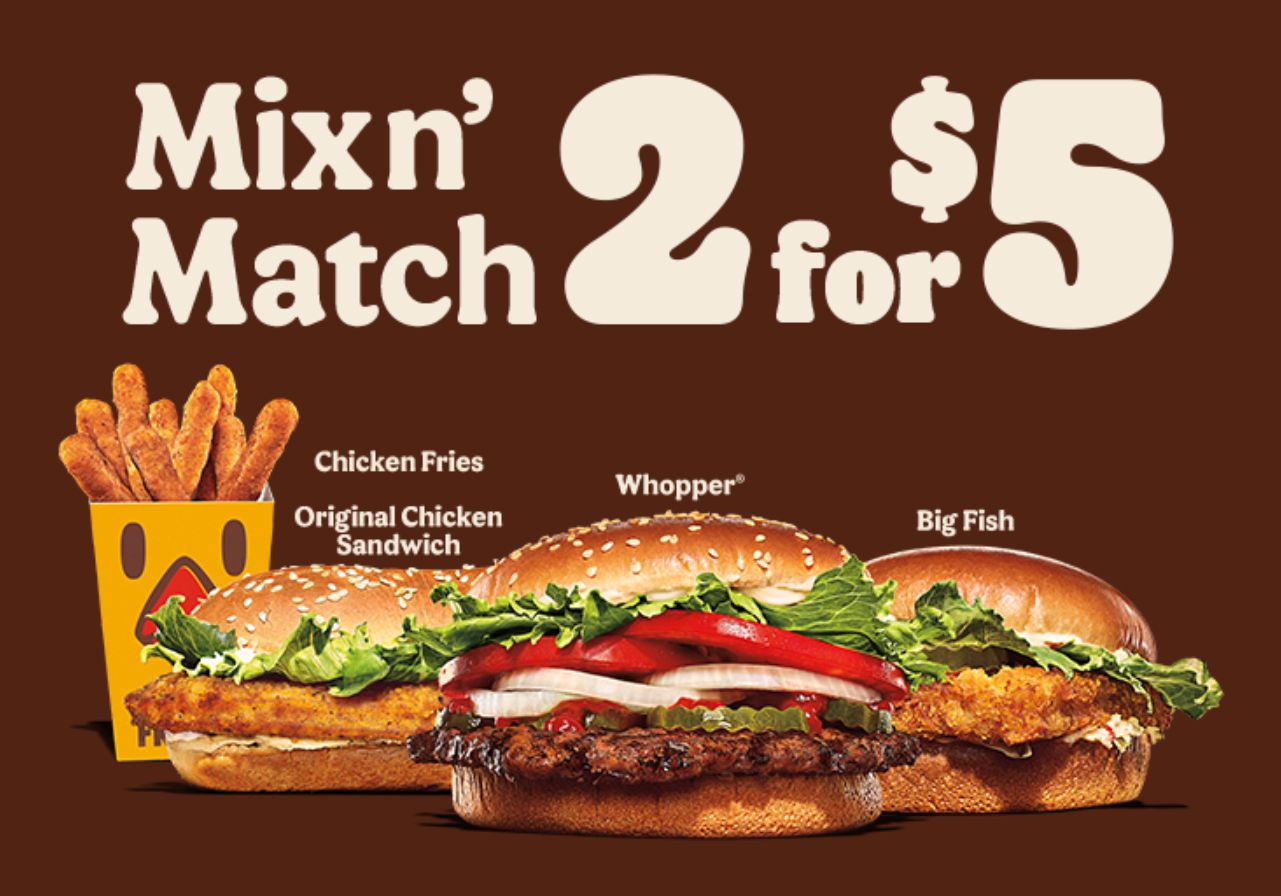 Mix n'
Match 2 for $5
Chicken Fries
Original Chicken
Sandwich
Whopper®
Big Fish